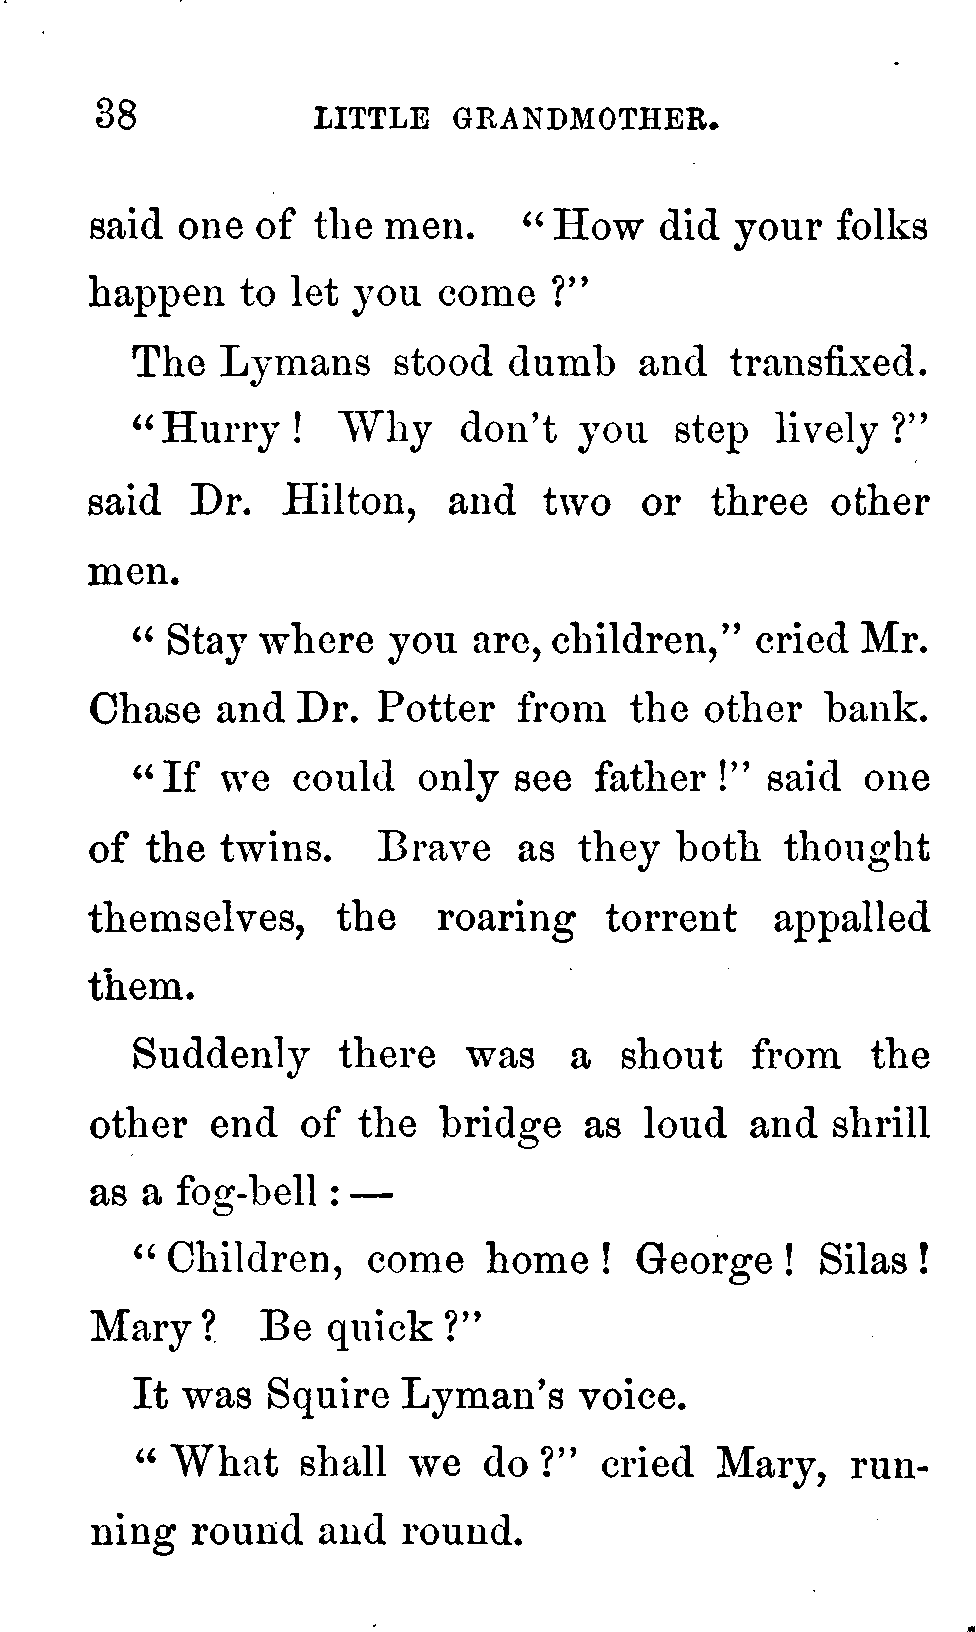 38 LITTLE GRANDMOTHER.
said one of the men. "How did your folks
happen to let you come?"
The Lymans stood dumb and transfixed.
"Hurry! Why don't you step lively?"
said Dr. Hilton, and two or three other
men.
"Stay where you are, children," cried Mr.
Chase and Dr. Potter from the other bank.
"If we could only see father!" said one
of the twins. Brave as they both thought
themselves, the roaring torrent appalled
them.
Suddenly there was a shout from the
other end of the bridge as loud and shrill
as a fog-bell:—
"Children, come home! George! Silas!
Mary? Be quick?"
It was Squire Lyman's voice.
"What shall we do?" cried Mary, run-
ning round and round.